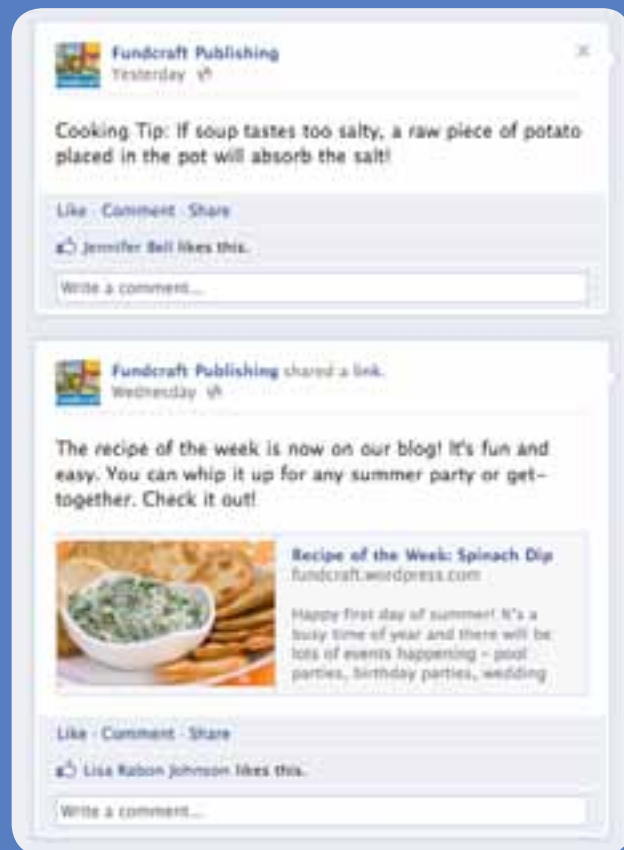 Fundcraft Publishing
Yesterday
Cooking Tip: If soup tastes too salty, a raw piece of potato
placed in the pot will absorb the salt!
Like · Comment · Share
Jennifer Bell likes this.
Write a comment...
Fundcraft Publishing shared a link.
Wednesday
The recipe of the week is now on our blog! It's fun and
easy. You can whip it up for any summer party or get-
together. Check it out!
Recipe of the Week: Spinach Dip
fundcraft.wordpress.com
Happy first day of summer! It's a
busy time of year and there will be
lots of events happening – pool
parties, birthday parties, wedding
Like · Comment · Share
Lisa Rabon Johnson likes this.
Write a comment...